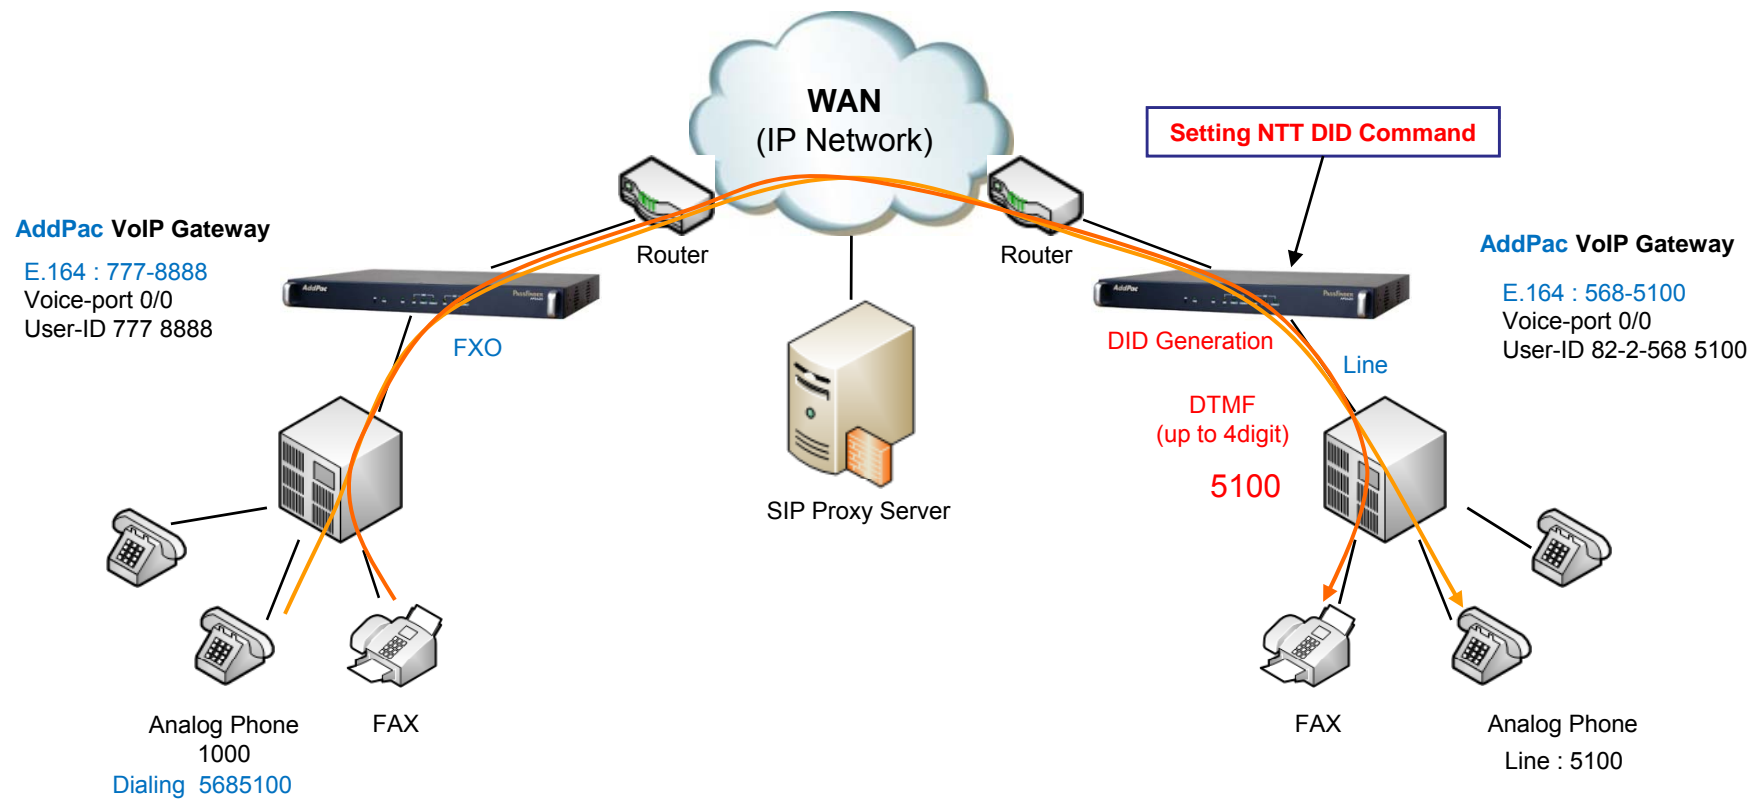 WAN
(IP Network)
Setting NTT DID Command
AddPac VoIP Gateway
E.164 : 777-8888
Voice-port 0/0
User-ID 777 8888
Router
Router
AddPac VoIP Gateway
E.164 : 568-5100
Voice-port 0/0
User-ID 82-2-568 5100
AddPac
AddPac
FXO
DID Generation
Line
DTMF
(up to 4digit)
5100
SIP Proxy Server
Analog Phone
1000
Dialing 5685100
FAX
FAX
Analog Phone
Line : 5100